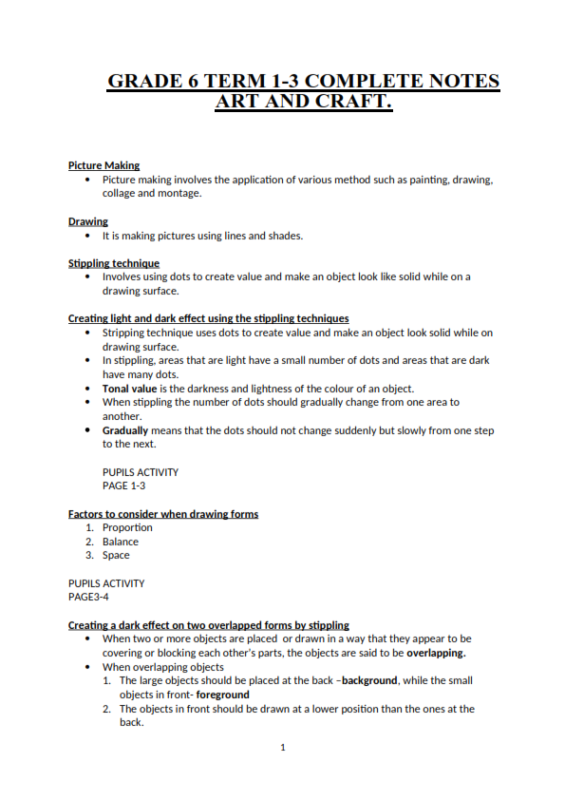 GRADE 6 TERM 1-3 COMPLETE NOTES
ART AND CRAFT.
Picture Making
• Picture making involves the application of various method such as painting, drawing,
collage and montage.
Drawing
• It is making pictures using lines and shades.
Stippling technique
• Involves using dots to create value and make an object look like solid while on a
drawing surface.
Creating light and dark effect using the stippling techniques
• Stripping technique uses dots to create value and make an object look solid while on
drawing surface.
• In stippling, areas that are light have a small number of dots and areas that are dark
have many dots.
• Tonal value is the darkness and lightness of the colour of an object.
• When stippling the number of dots should gradually change from one area to
another.
• Gradually means that the dots should not change suddenly but slowly from one step
to the next.
PUPILS ACTIVITY
PAGE 1-3
Factors to consider when drawing forms
1. Proportion
2. Balance
3. Space
PUPILS ACTIVITY
PAGE3-4
Creating a dark effect on two overlapped forms by stippling
• When two or more objects are placed or drawn in a way that they appear to be
covering or blocking each other's parts, the objects are said to be overlapping.
• When overlapping objects
1. The large objects should be placed at the back –background, while the small
objects in front- foreground
2. The objects in front should be drawn at a lower position than the ones at the
back.
1